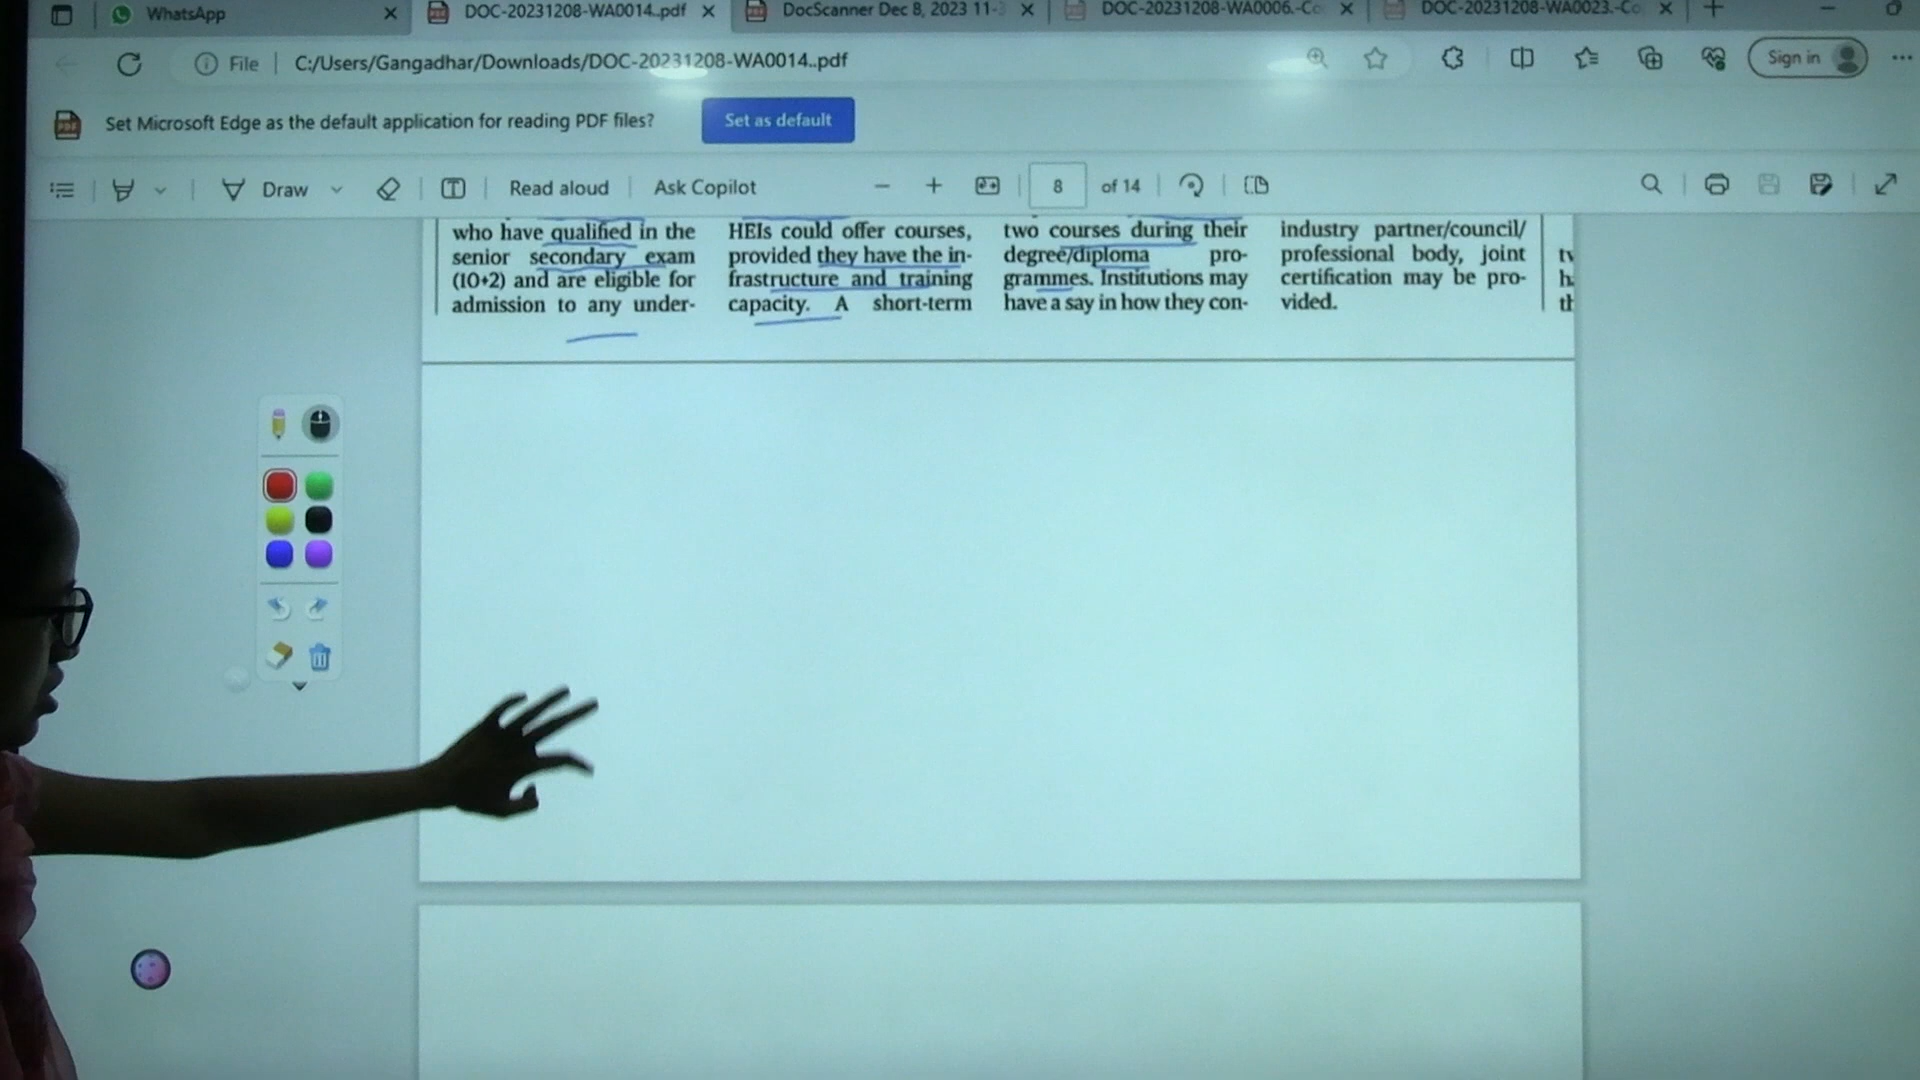 WhatsApp
DOC-20231208-WA0014..pdf
DocScanner Dec 8, 2023 11-3
DOC-20231208-WA0006.-Co
DOC-20231208-WA0023.-Co
File
C:/Users/Gangadhar/Downloads/DOC-20231208-WA0014..pdf
Sign in
PDF
Set Microsoft Edge as the default application for reading PDF files?
Set as default
Draw
Read aloud
Ask Copilot
8
of 14
who have qualified in the
senior secondary exam
(10+2) and are eligible for
admission to any under-
HEIs could offer courses,
provided they have the in-
frastructure and training
capacity. A short-term
two courses during their
degree/diploma pro-
grammes. Institutions may
have a say in how they con-
industry partner/council/
professional body, joint
certification may be pro-
vided.